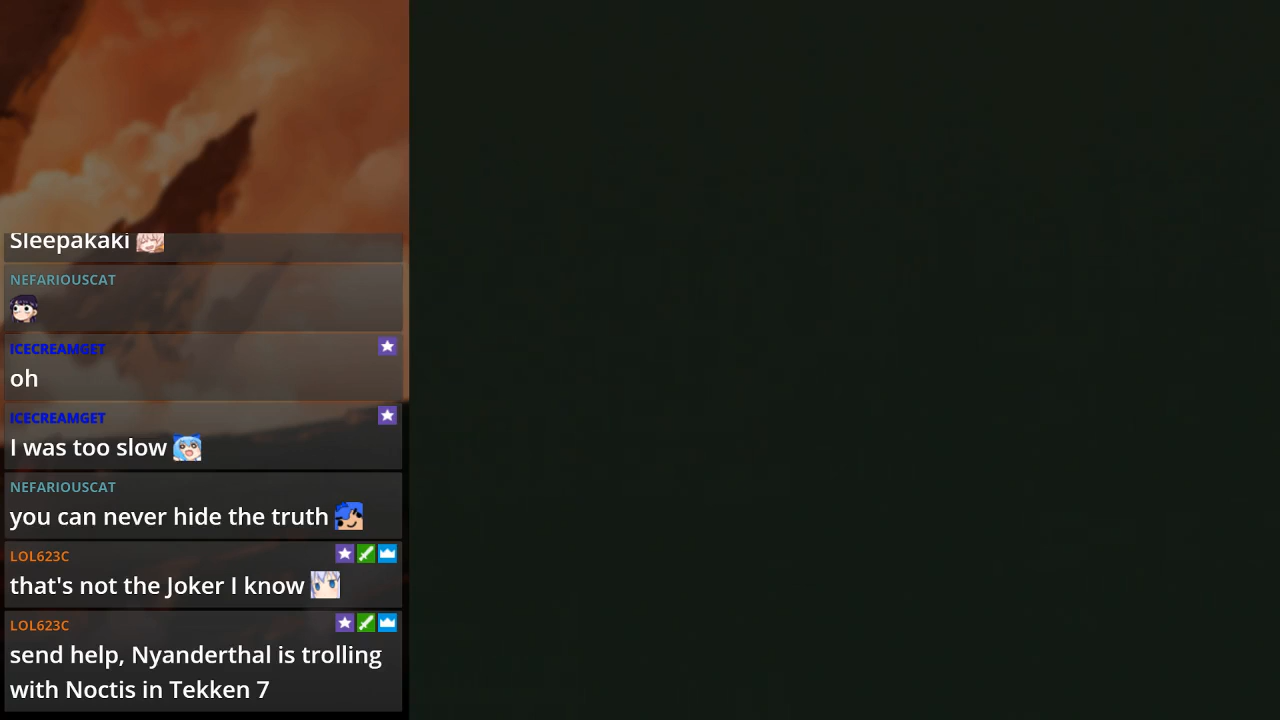 Sleepakaki
NEFARIOUSCAT
ICECREAMGET
oh
ICECREAMGET
I was too slow
NEFARIOUSCAT
you can never hide the truth
LOL623C
that's not the Joker I know
LOL623C
send help, Nyanderthal is trolling
with Noctis in Tekken 7